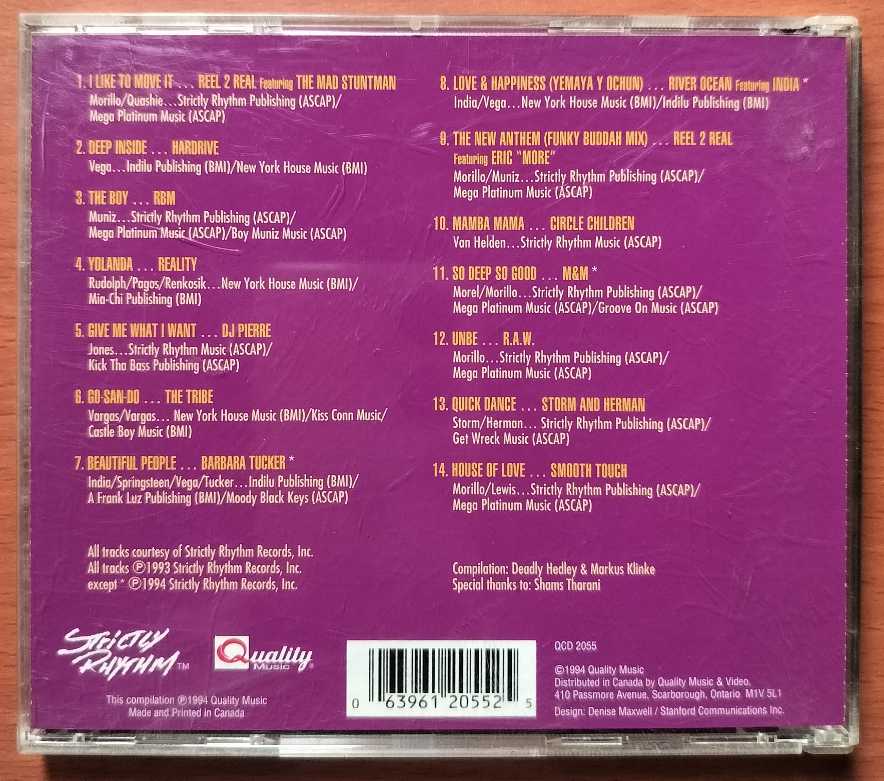 1. I LIKE TO MOVE IT ... REEL 2 REAL Featuring THE MAD STUNTMAN
Morillo/Quashie...Strictly Rhythm Publishing (ASCAP)/
Mega Platinum Music (ASCAP)
2. DEEP INSIDE ... HARDRIVE
Vega...Indilu Publishing (BMI)/New York House Music (BMI)
3. THE BOY ... RBM
Muniz...Strictly Rhythm Publishing (ASCAP)/
Mega Platinum Music (ASCAP)/Boy Muniz Music (ASCAP)
4. YOLANDA ... REALITY
Rudolph/Pagos/Renkosik...New York House Music (BMI)/
Mia-Chi Publishing (BMI)
5. GIVE ME WHAT I WANT ... DJ PIERRE
Jones...Strictly Rhythm Music (ASCAP)/
Kick Tha Bass Publishing (ASCAP)
6. GO-SAN-DO ... THE TRIBE
Vargas/Vargas... New York House Music (BMI)/Kiss Conn Music/
Castle Boy Music (BMI)
7. BEAUTIFUL PEOPLE ... BARBARA TUCKER *
India/Springsteen/Vega/Tucker...Indilu Publishing (BMI)/
A Frank Luz Publishing (BMI)/Moody Black Keys (ASCAP)
8. LOVE & HAPPINESS (YEMAYA Y OCHUN) ... RIVER OCEAN Featuring INDIA *
India/Vega...New York House Music (BMI)/Indilu Publishing (BMI)
9. THE NEW ANTHEM (FUNKY BUDDAH MIX) ... REEL 2 REAL
Featuring ERIC "MORE"
Morillo/Muniz...Strictly Rhythm Publishing (ASCAP)/
Mega Platinum Music (ASCAP)
10. MAMBA MAMA ... CIRCLE CHILDREN
Van Helden...Strictly Rhythm Music (ASCAP)
11. SO DEEP SO GOOD ... M&M *
Morel/Morillo...Strictly Rhythm Publishing (ASCAP)/
Mega Platinum Music (ASCAP)/Groove On Music (ASCAP)
12. UNBE ... R.A.W.
Morillo...Strictly Rhythm Publishing (ASCAP)/
Mega Platinum Music (ASCAP)
13. QUICK DANCE ... STORM AND HERMAN
Storm/Herman... Strictly Rhythm Publishing (ASCAP)/
Get Wreck Music (ASCAP)
14. HOUSE OF LOVE ... SMOOTH TOUCH
Morillo/Lewis...Strictly Rhythm Publishing (ASCAP)/
Mega Platinum Music (ASCAP)
All tracks courtesy of Strictly Rhythm Records, Inc.
All tracks ℗1993 Strictly Rhythm Records, Inc.
except * ℗1994 Strictly Rhythm Records, Inc.
Compilation: Deadly Hedley & Markus Klinke
Special thanks to: Shams Tharani
STRICTLY
RHYTHM™
Quality
MUSIC®
This compilation ℗1994 Quality Music
Made and Printed in Canada
0 63961 20552 5
QCD 2055
©1994 Quality Music
Distributed in Canada by Quality Music & Video.
410 Passmore Avenue, Scarborough, Ontario M1V 5L1
Design: Denise Maxwell / Stanford Communications Inc.